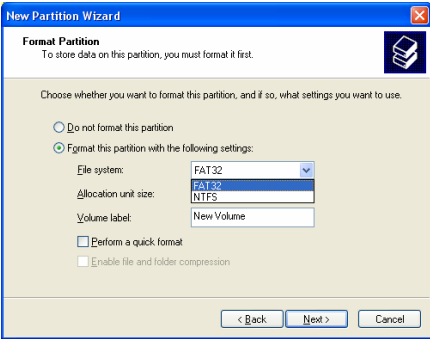 New Partition Wizard
Format Partition
To store data on this partition, you must format it first.
Choose whether you want to format this partition, and if so, what settings you want to use.
Do not format this partition
Format this partition with the following settings:
File system: FAT32
FAT32
Allocation unit size: NTFS
Volume label: New Volume
Perform a quick format
Enable file and folder compression
< Back Next > Cancel